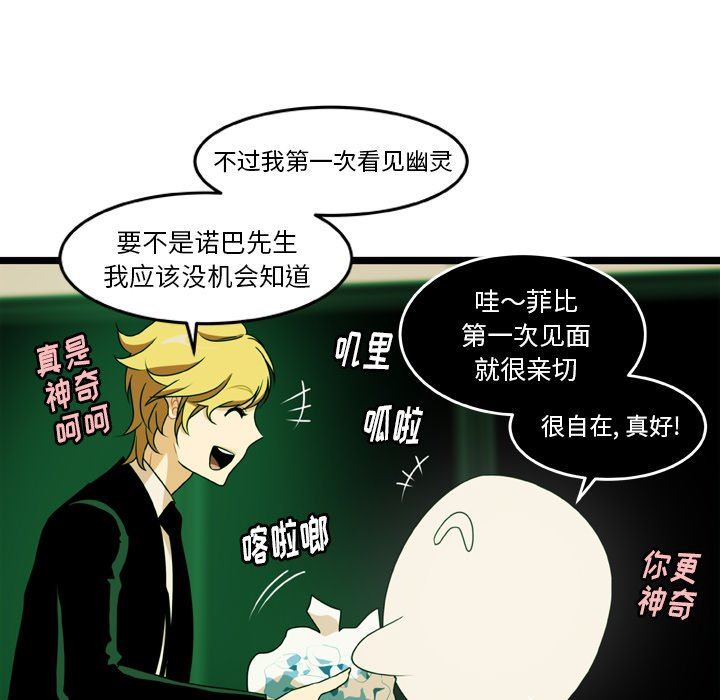 不过我第一次看见幽灵
要不是诺巴先生
我应该没机会知道
哇～菲比
第一次见面
就很亲切
很自在, 真好!
真是
神奇
呵呵
叽里
呱啦
喀啦啷
你更
神奇